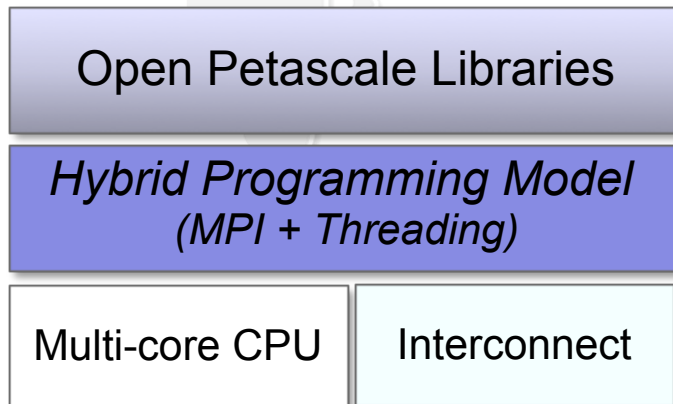 Open Petascale Libraries
Hybrid Programming Model
(MPI + Threading)
Multi-core CPU
Interconnect